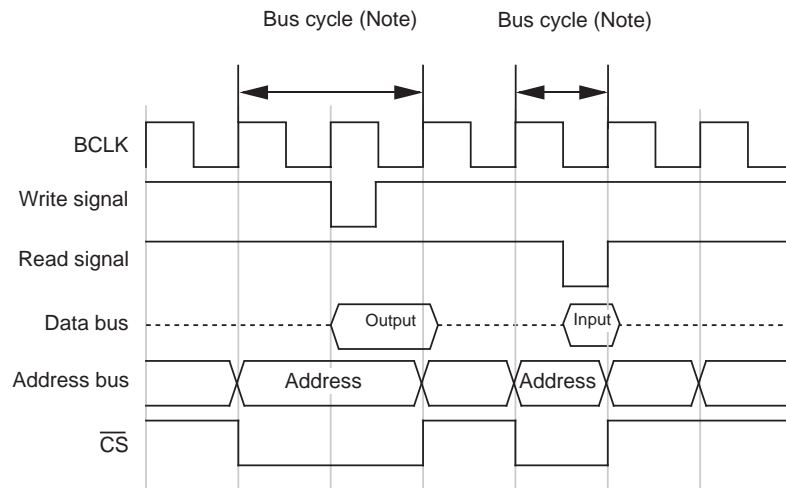 Bus cycle (Note) Bus cycle (Note)
BCLK
Write signal
Read signal
Data bus Output Input
Address bus Address Address
C̅S̅